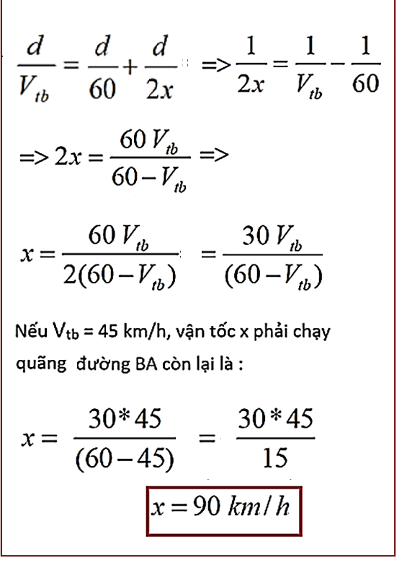 d/V_tb = d/60 + d/2x => 1/2x = 1/V_tb - 1/60
=> 2x = 60 V_tb / 60 - V_tb =>
x = 60 V_tb / 2(60 - V_tb) = 30 V_tb / (60 - V_tb)
Nếu V_tb = 45 km/h, vận tốc x phải chạy
quãng đường BA còn lại là :
x = 30*45 / (60 - 45) = 30*45 / 15
x = 90 km/h